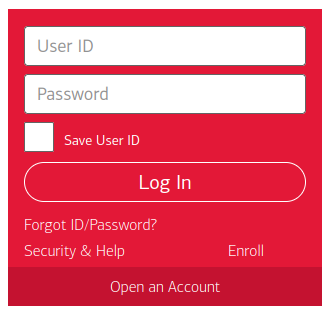 User ID
Password
Save User ID
Log In
Forgot ID/Password?
Security & Help Enroll
Open an Account